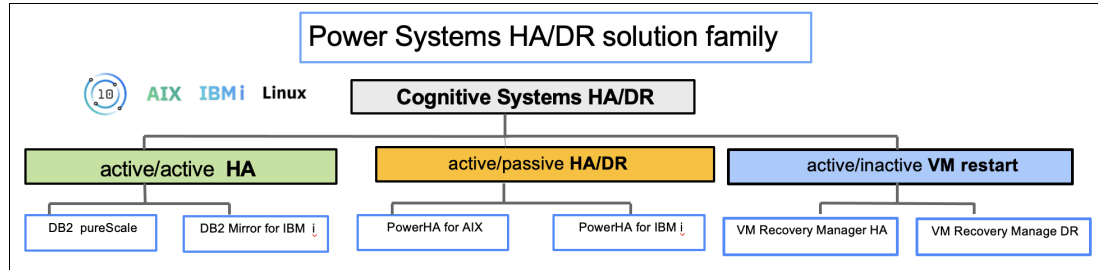 Power Systems HA/DR solution family
10 AIX IBM i Linux
Cognitive Systems HA/DR
active/active HA
active/passive HA/DR
active/inactive VM restart
DB2 pureScale
DB2 Mirror for IBM i
PowerHA for AIX
PowerHA for IBM i
VM Recovery Manager HA
VM Recovery Manage DR